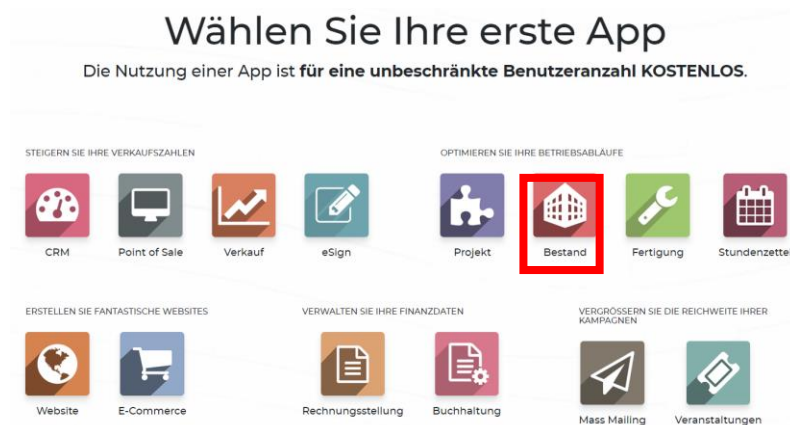 Wählen Sie Ihre erste App
Die Nutzung einer App ist für eine unbeschränkte Benutzeranzahl KOSTENLOS.
STEIGERN SIE IHRE VERKAUFSZAHLEN
CRM
Point of Sale
Verkauf
eSign
OPTIMIEREN SIE IHRE BETRIEBSABLÄUFE
Projekt
Bestand
Fertigung
Stundenzettel
ERSTELLEN SIE FANTASTISCHE WEBSITES
Website
E-Commerce
VERWALTEN SIE IHRE FINANZDATEN
Rechnungsstellung
Buchhaltung
VERGRÖSSERN SIE DIE REICHWEITE IHRER
KAMPAGNEN
Mass Mailing
Veranstaltungen